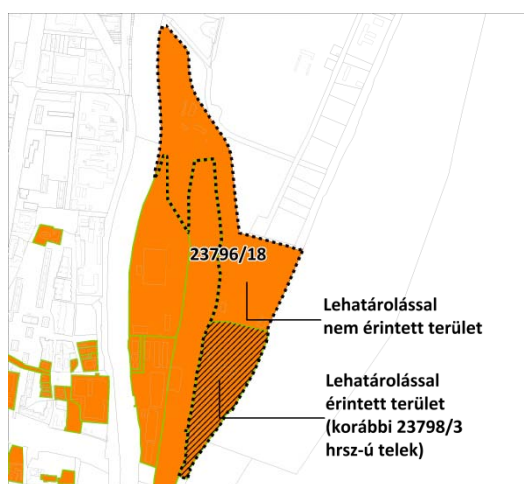 23796/18
Lehatárolással
nem érintett terület
Lehatárolással
érintett terület
(korábbi 23798/3
hrsz-ú telek)